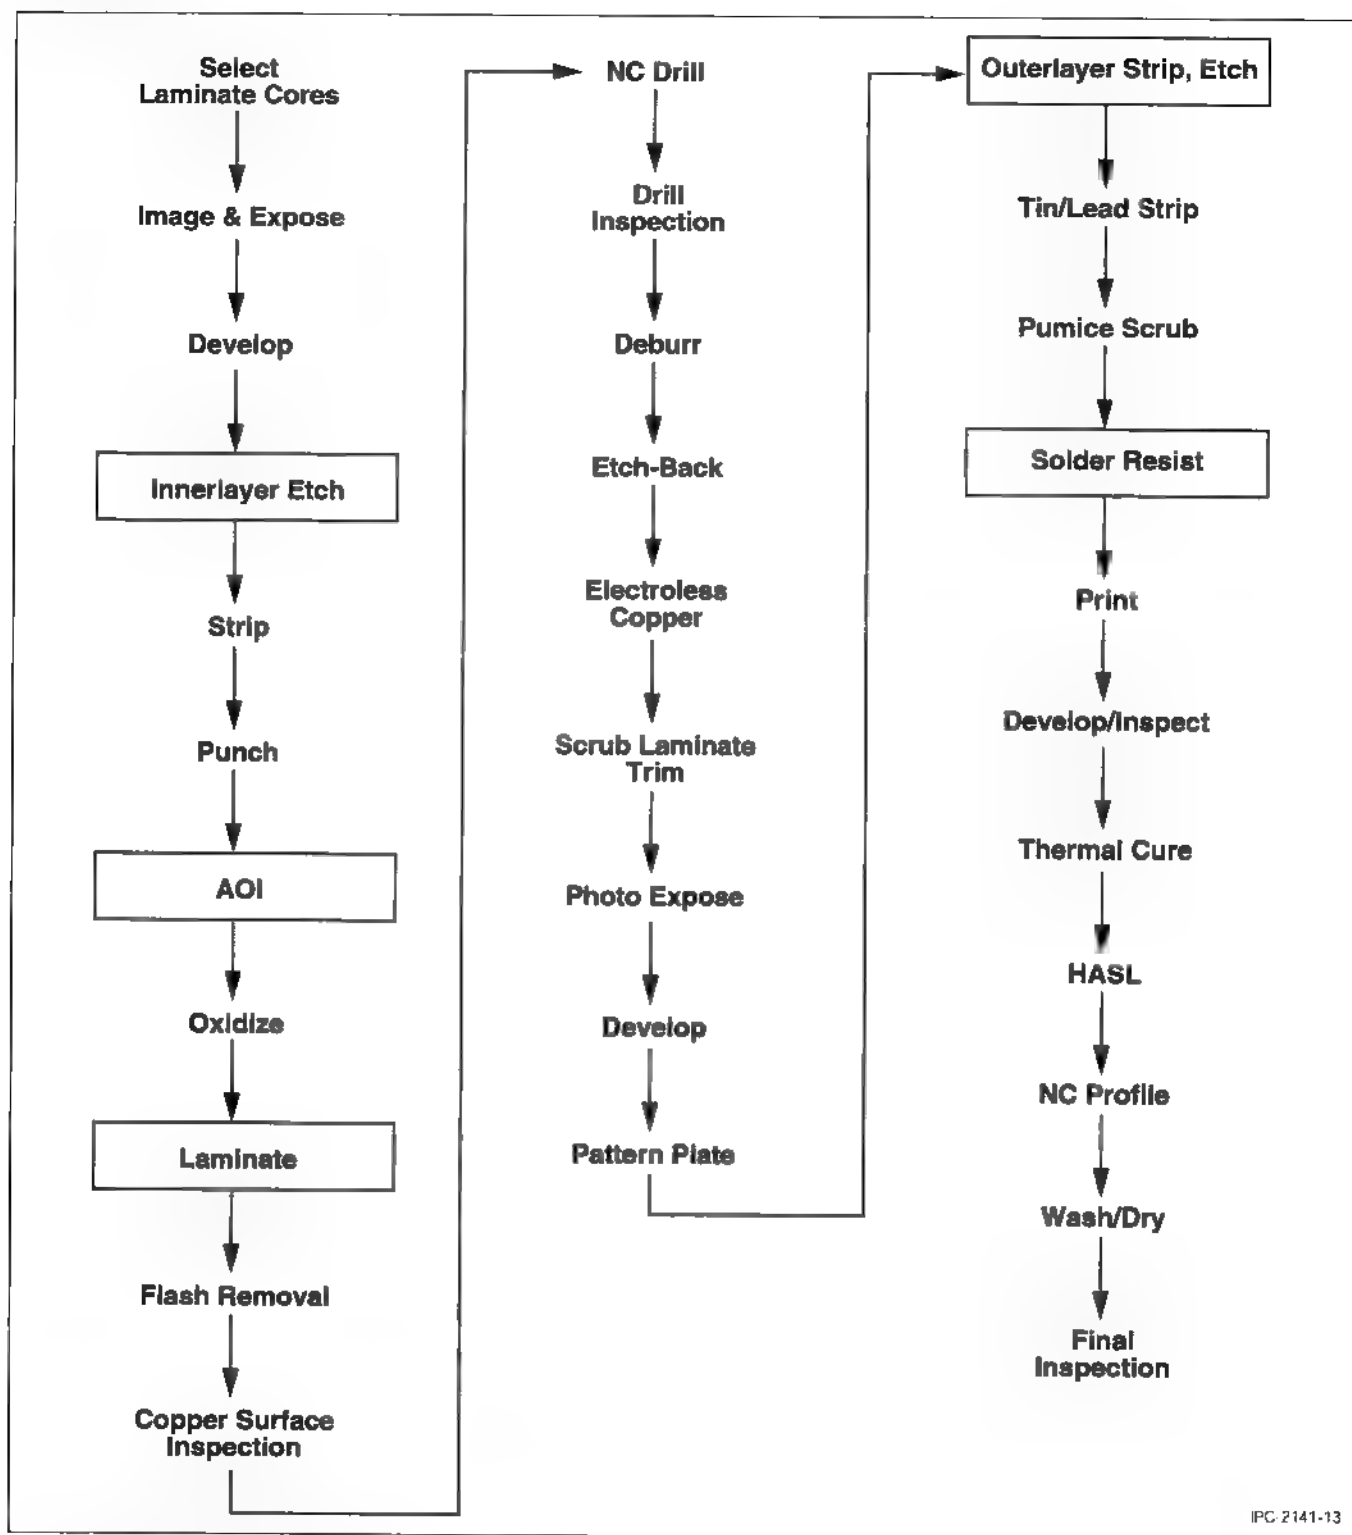 Select
Laminate Cores
Image & Expose
Develop
Innerlayer Etch
Strip
Punch
AOI
Oxidize
Laminate
Flash Removal
Copper Surface
Inspection
NC Drill
Drill
Inspection
Deburr
Etch-Back
Electroless
Copper
Scrub Laminate
Trim
Photo Expose
Develop
Pattern Plate
Outerlayer Strip, Etch
Tin/Lead Strip
Pumice Scrub
Solder Resist
Print
Develop/Inspect
Thermal Cure
HASL
NC Profile
Wash/Dry
Final
Inspection
IPC-2141-13